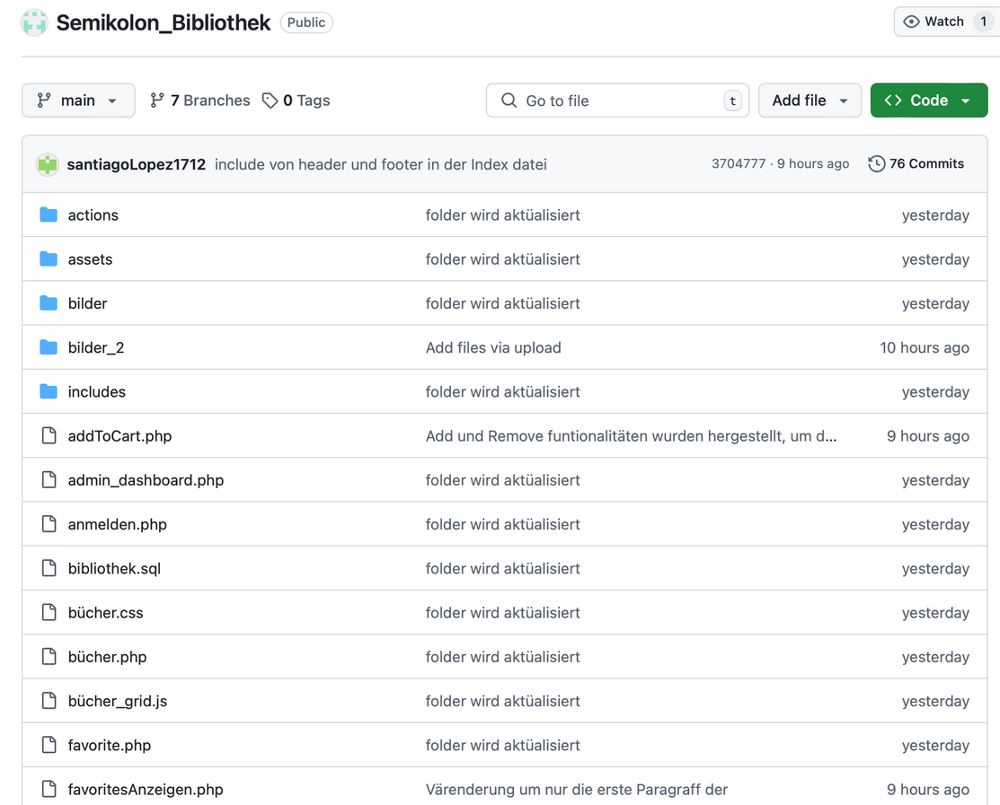 Semikolon_Bibliothek Public Watch 1
main 7 Branches 0 Tags Go to file t Add file Code
santiagoLopez1712 include von header und footer in der Index datei 3704777 · 9 hours ago 76 Commits
actions folder wird aktüalisiert yesterday
assets folder wird aktüalisiert yesterday
bilder folder wird aktüalisiert yesterday
bilder_2 Add files via upload 10 hours ago
includes folder wird aktüalisiert yesterday
addToCart.php Add und Remove funtionalitäten wurden hergestellt, um d... 9 hours ago
admin_dashboard.php folder wird aktüalisiert yesterday
anmelden.php folder wird aktüalisiert yesterday
bibliothek.sql folder wird aktüalisiert yesterday
bücher.css folder wird aktüalisiert yesterday
bücher.php folder wird aktüalisiert yesterday
bücher_grid.js folder wird aktüalisiert yesterday
favorite.php folder wird aktüalisiert yesterday
favoritesAnzeigen.php Värenderung um nur die erste Paragraff der 9 hours ago